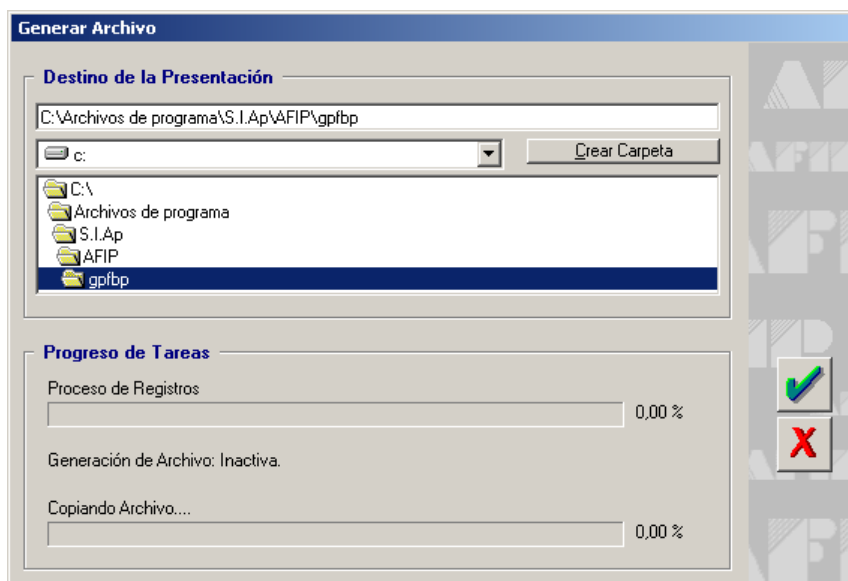 Generar Archivo
Destino de la Presentación
C:\Archivos de programa\S.I.Ap\AFIP\gpfbp
c:
Crear Carpeta
C:\
Archivos de programa
S.I.Ap
AFIP
gpfbp
Progreso de Tareas
Proceso de Registros
0,00 %
Generación de Archivo: Inactiva.
Copiando Archivo....
0,00 %